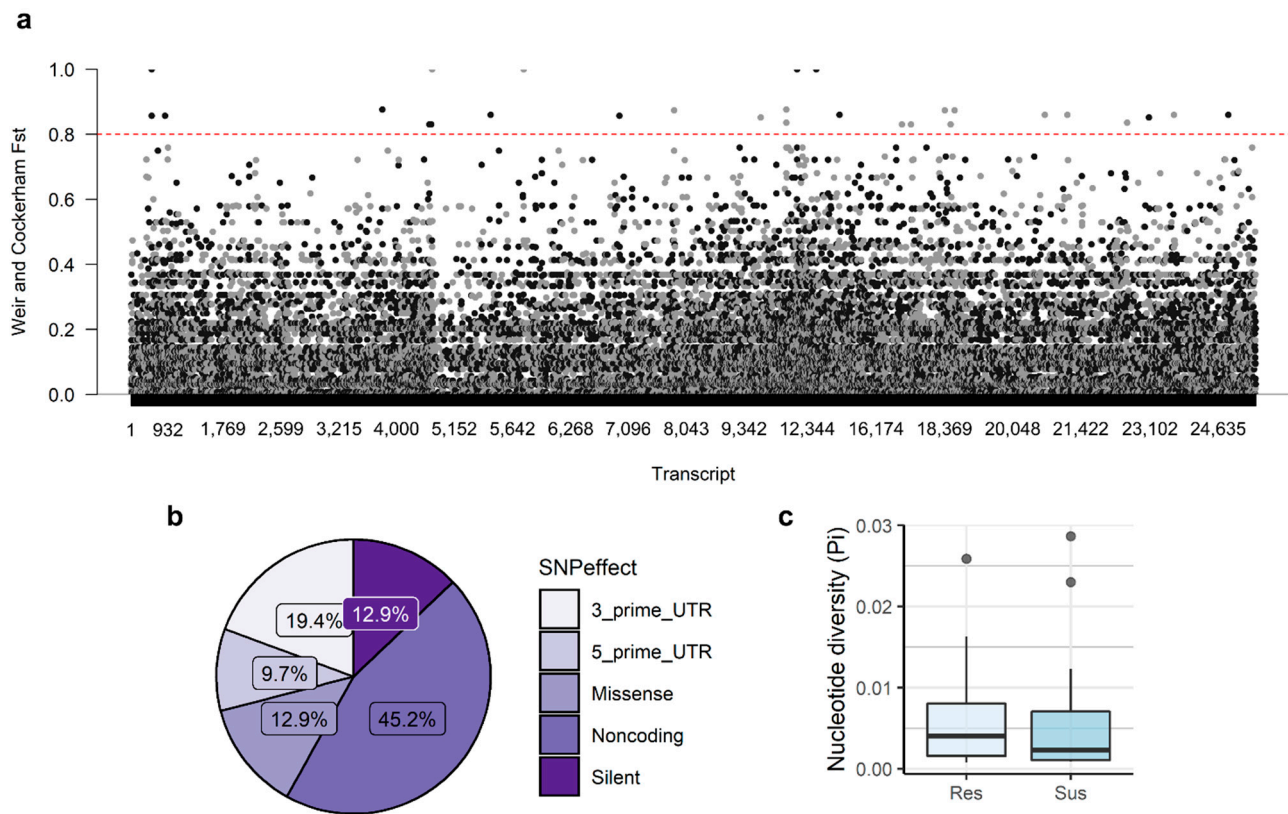 a
Weir and Cockerham Fst
1.0
0.8
0.6
0.4
0.2
0.0
1 932 1,769 2,599 3,215 4,000 5,152 5,642 6,268 7,096 8,043 9,342 12,344 16,174 18,369 20,048 21,422 23,102 24,635
Transcript
b
19.4%
12.9%
9.7%
12.9%
45.2%
SNPeffect
3_prime_UTR
5_prime_UTR
Missense
Noncoding
Silent
c
Nucleotide diversity (Pi)
0.03
0.02
0.01
0.00
Res Sus